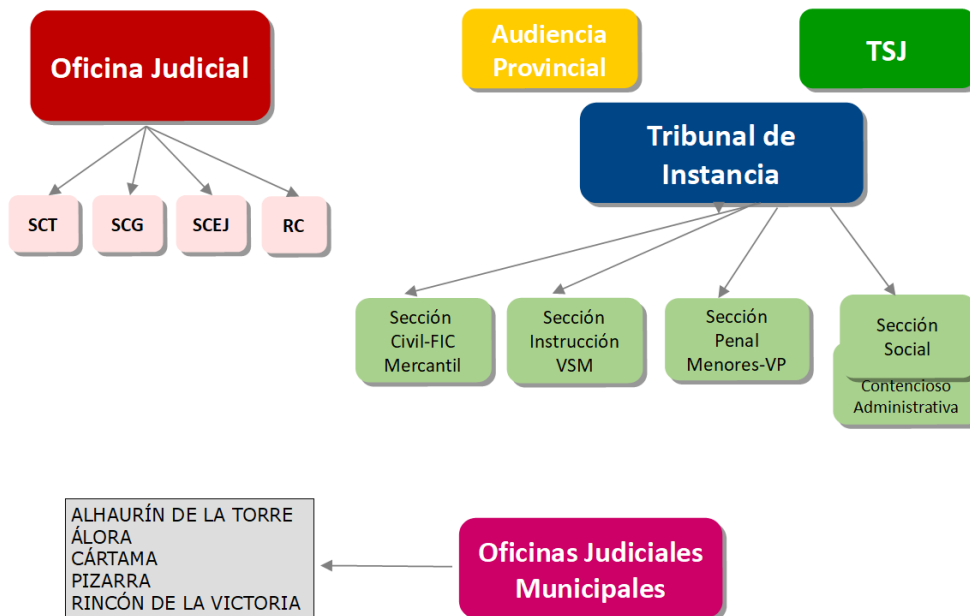 Oficina Judicial
Audiencia
Provincial
TSJ
Tribunal de
Instancia
SCT
SCG
SCEJ
RC
Sección
Civil-FIC
Mercantil
Sección
Instrucción
VSM
Sección
Penal
Menores-VP
Sección
Social
Contencioso
Administrativa
ALHAURÍN DE LA TORRE
ÁLORA
CÁRTAMA
PIZARRA
RINCÓN DE LA VICTORIA
Oficinas Judiciales
Municipales